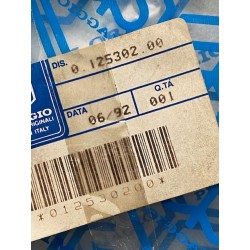 DIS. 0.125302.00
GIO
ORIGINALI
ITALY
DATA 06/92
Q.TA 001
*012530200*